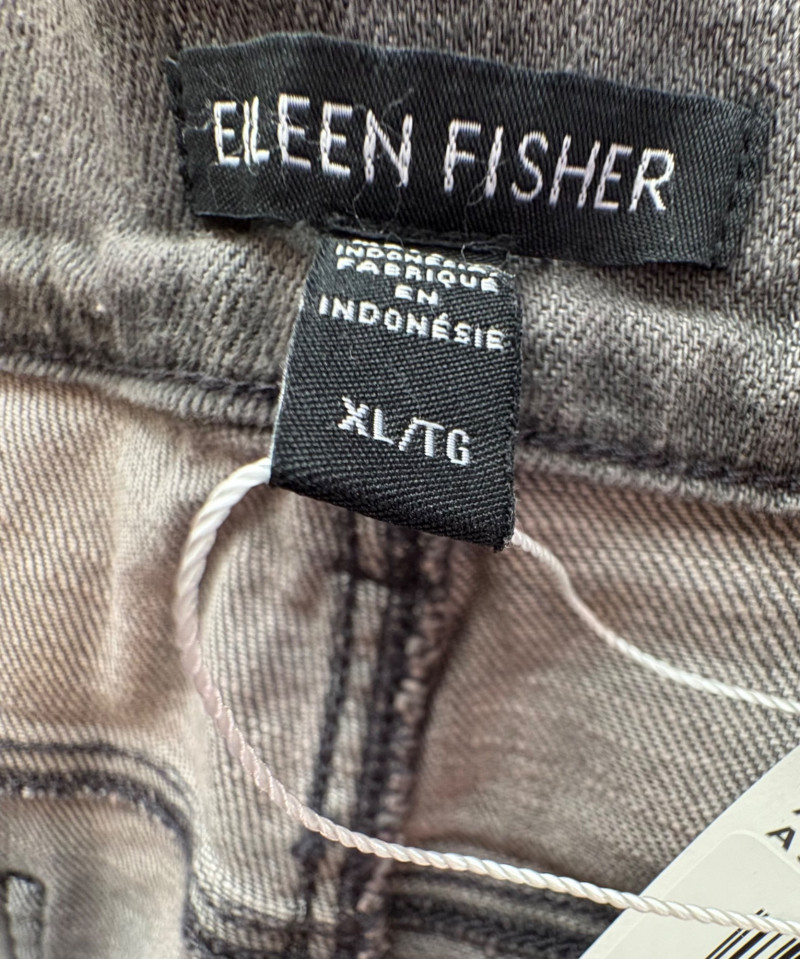 EILEEN FISHER
FABRIQUÉ
EN
INDONÉSIE
XL/TG